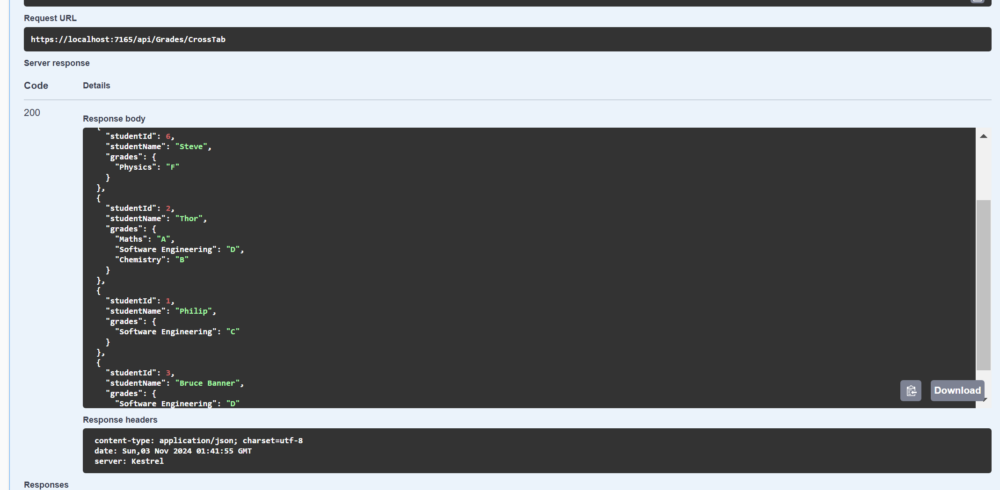 Request URL
https://localhost:7165/api/Grades/CrossTab
Server response
Code Details
200
Response body
{
"studentId": 6,
"studentName": "Steve",
"grades": {
"Physics": "F"
}
},
{
"studentId": 2,
"studentName": "Thor",
"grades": {
"Maths": "A",
"Software Engineering": "D",
"Chemistry": "B"
}
},
{
"studentId": 1,
"studentName": "Philip",
"grades": {
"Software Engineering": "C"
}
},
{
"studentId": 3,
"studentName": "Bruce Banner",
"grades": {
"Software Engineering": "D"
Download
Response headers
content-type: application/json; charset=utf-8
date: Sun,03 Nov 2024 01:41:55 GMT
server: Kestrel
Responses